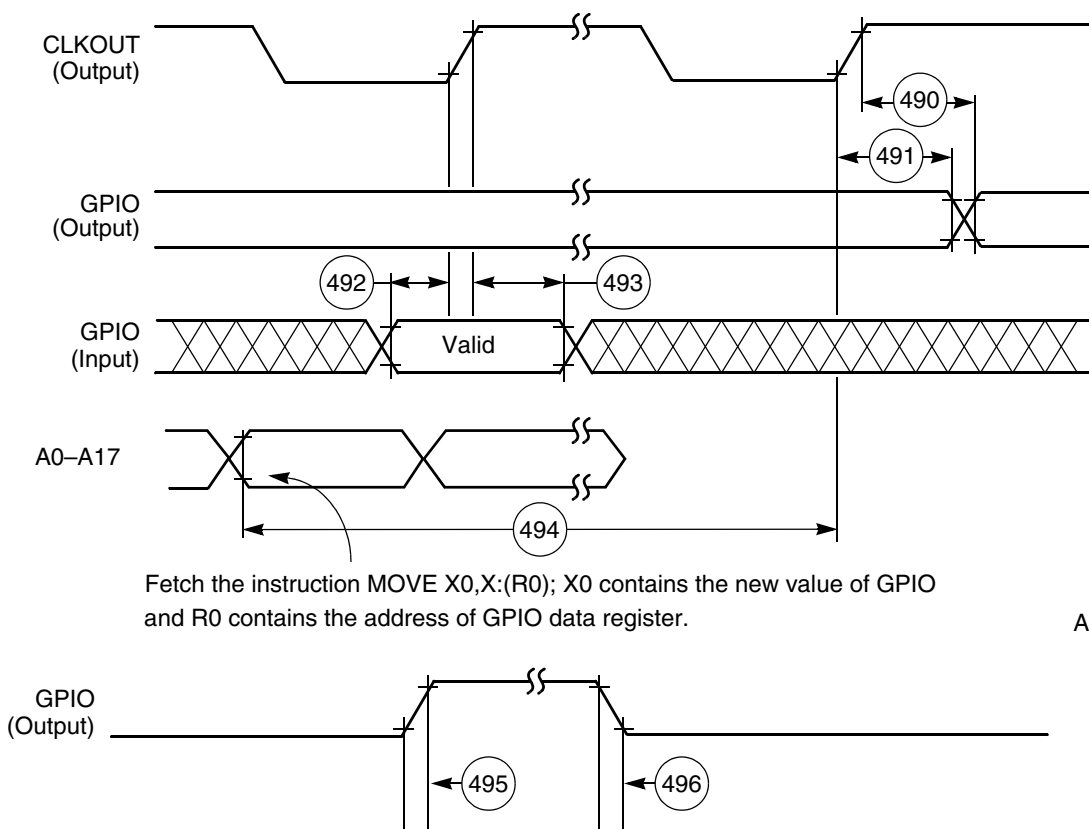 CLKOUT
(Output)
490
491
GPIO
(Output)
492
493
GPIO
(Input)
Valid
A0–A17
494
Fetch the instruction MOVE X0,X:(R0); X0 contains the new value of GPIO
and R0 contains the address of GPIO data register.
A
GPIO
(Output)
495
496